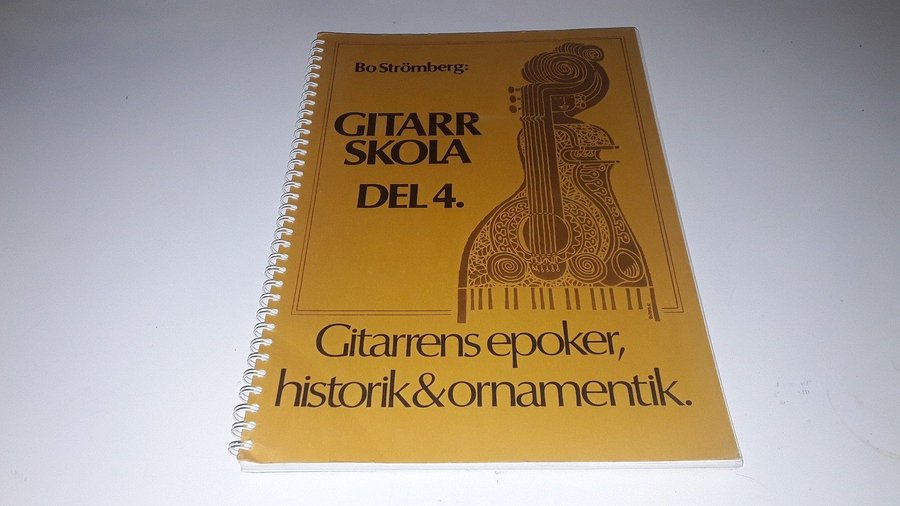 Bo Strömberg:
GITARR
SKOLA
DEL 4.
Gitarrens epoker,
historik&ornamentik.